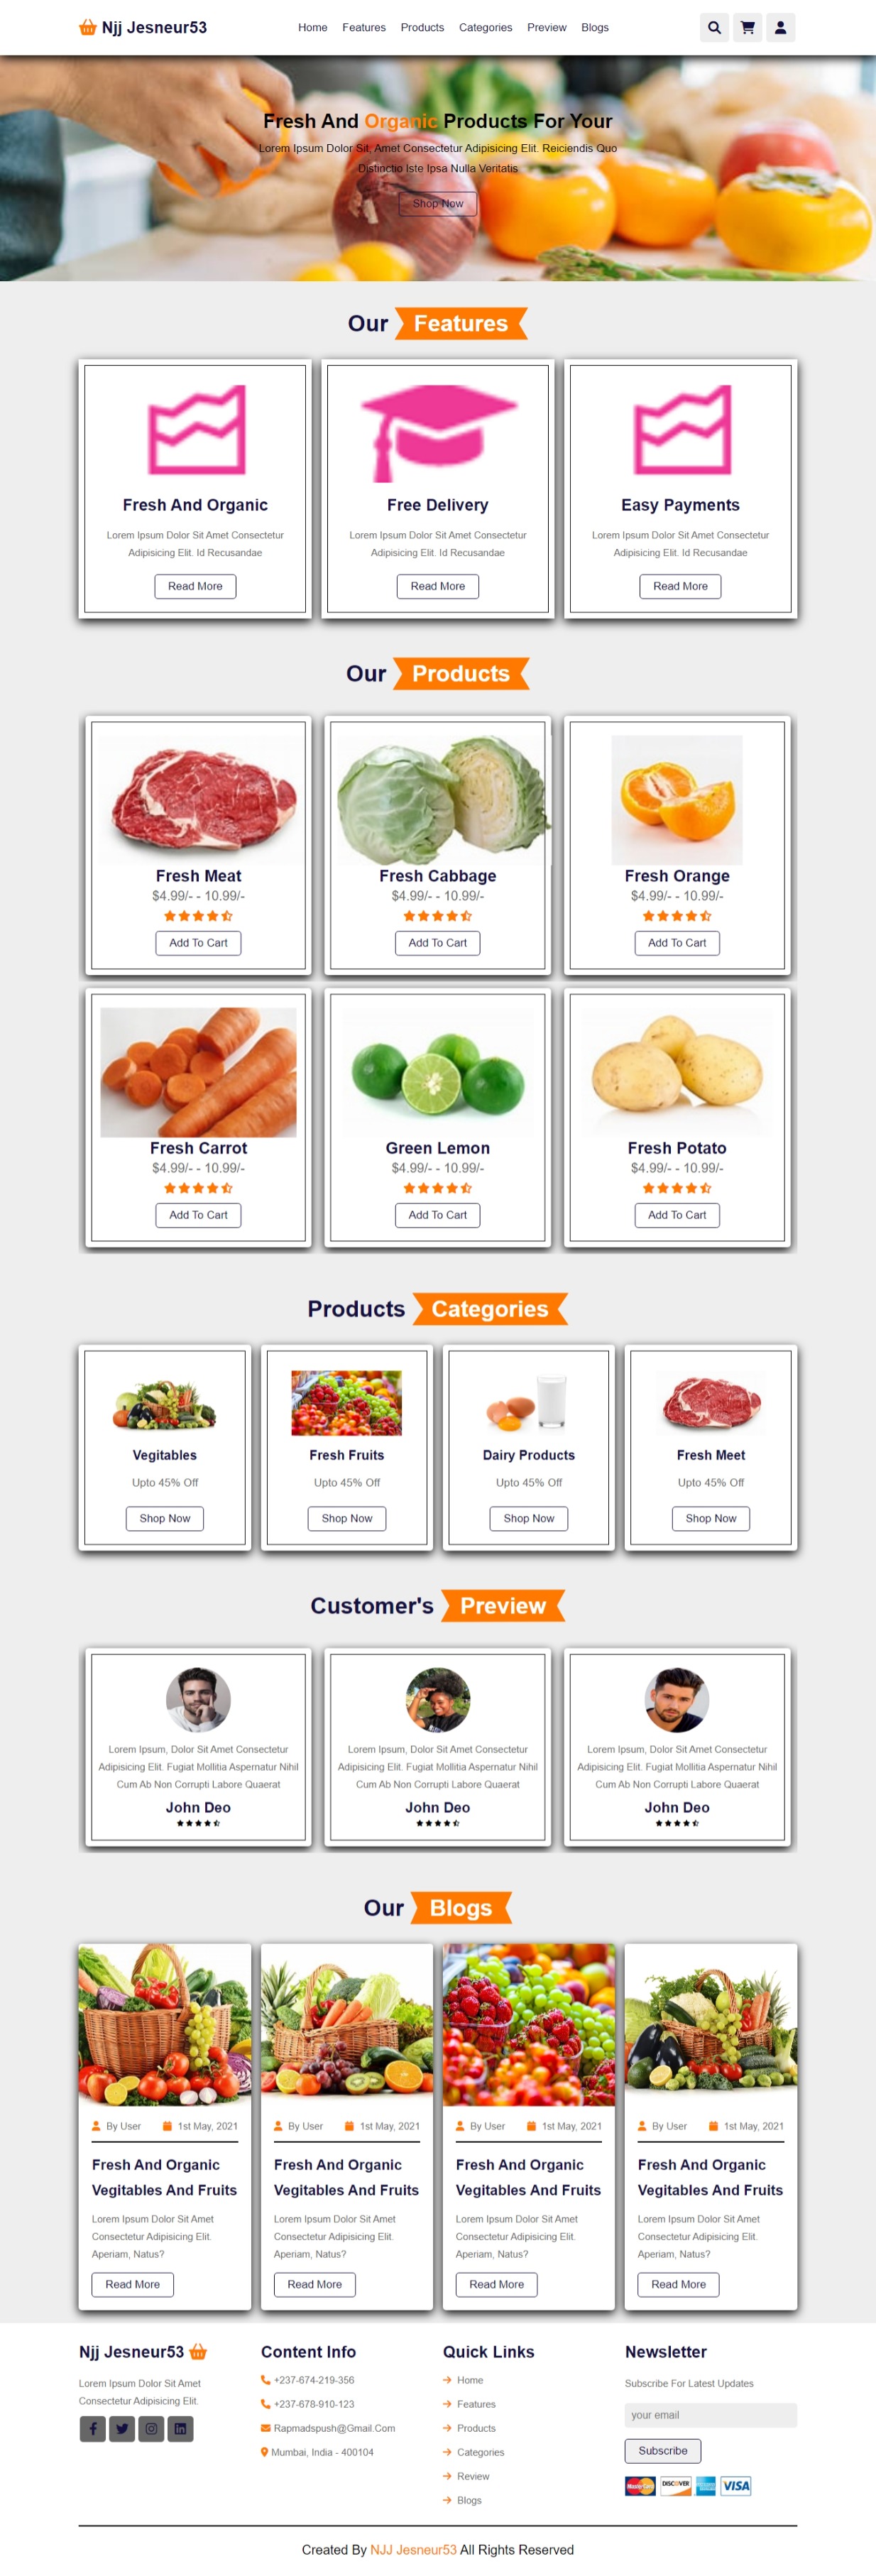 Njj Jesneur53
Home Features Products Categories Preview Blogs
Fresh And Organic Products For Your
Lorem Ipsum Dolor Sit, Amet Consectetur Adipisicing Elit. Reiciendis Quo
Distinctio Iste Ipsa Nulla Veritatis
Shop Now
Our Features
Fresh And Organic
Lorem Ipsum Dolor Sit Amet Consectetur
Adipisicing Elit. Id Recusandae
Read More
Free Delivery
Lorem Ipsum Dolor Sit Amet Consectetur
Adipisicing Elit. Id Recusandae
Read More
Easy Payments
Lorem Ipsum Dolor Sit Amet Consectetur
Adipisicing Elit. Id Recusandae
Read More
Our Products
Fresh Meat
$4.99/- - 10.99/-
Add To Cart
Fresh Cabbage
$4.99/- - 10.99/-
Add To Cart
Fresh Orange
$4.99/- - 10.99/-
Add To Cart
Fresh Carrot
$4.99/- - 10.99/-
Add To Cart
Green Lemon
$4.99/- - 10.99/-
Add To Cart
Fresh Potato
$4.99/- - 10.99/-
Add To Cart
Products Categories
Vegitables
Upto 45% Off
Shop Now
Fresh Fruits
Upto 45% Off
Shop Now
Dairy Products
Upto 45% Off
Shop Now
Fresh Meet
Upto 45% Off
Shop Now
Customer's Preview
Lorem Ipsum, Dolor Sit Amet Consectetur
Adipisicing Elit. Fugiat Mollitia Aspernatur Nihil
Cum Ab Non Corrupti Labore Quaerat
John Deo
Lorem Ipsum, Dolor Sit Amet Consectetur
Adipisicing Elit. Fugiat Mollitia Aspernatur Nihil
Cum Ab Non Corrupti Labore Quaerat
John Deo
Lorem Ipsum, Dolor Sit Amet Consectetur
Adipisicing Elit. Fugiat Mollitia Aspernatur Nihil
Cum Ab Non Corrupti Labore Quaerat
John Deo
Our Blogs
By User 1st May, 2021
Fresh And Organic
Vegitables And Fruits
Lorem Ipsum Dolor Sit Amet
Consectetur Adipisicing Elit.
Aperiam, Natus?
Read More
By User 1st May, 2021
Fresh And Organic
Vegitables And Fruits
Lorem Ipsum Dolor Sit Amet
Consectetur Adipisicing Elit.
Aperiam, Natus?
Read More
By User 1st May, 2021
Fresh And Organic
Vegitables And Fruits
Lorem Ipsum Dolor Sit Amet
Consectetur Adipisicing Elit.
Aperiam, Natus?
Read More
By User 1st May, 2021
Fresh And Organic
Vegitables And Fruits
Lorem Ipsum Dolor Sit Amet
Consectetur Adipisicing Elit.
Aperiam, Natus?
Read More
Njj Jesneur53
Lorem Ipsum Dolor Sit Amet
Consectetur Adipisicing Elit.
Content Info
+237-674-219-356
+237-678-910-123
Rapmadspush@Gmail.Com
Mumbai, India - 400104
Quick Links
Home
Features
Products
Categories
Review
Blogs
Newsletter
Subscribe For Latest Updates
your email
Subscribe
MasterCard DISCOVER VISA
Created By NJJ Jesneur53 All Rights Reserved